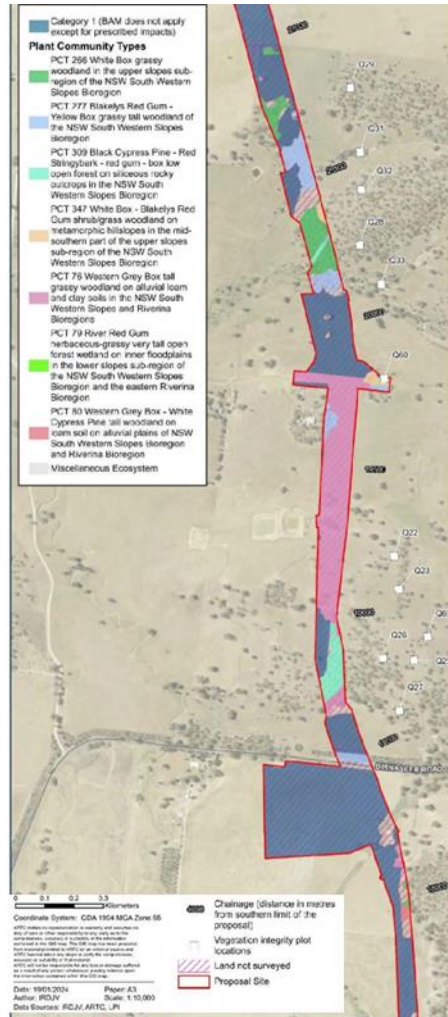 Category 1 (BAM does not apply
except for prescribed impacts)
Plant Community Types
PCT 266 White Box grassy
woodland in the upper slopes sub-
region of the NSW South Western
Slopes Bioregion
PCT 277 Blakelys Red Gum -
Yellow Box grassy tall woodland of
the NSW South Western Slopes
Bioregion
PCT 309 Black Cypress Pine - Red
Stringybark - red gum - box low
open forest on siliceous rocky
outcrops in the NSW South
Western Slopes Bioregion
PCT 347 White Box - Blakelys Red
Gum shrub/grass woodland on
metamorphic hillslopes in the mid-
southern part of the upper slopes
sub-region of the NSW South
Western Slopes Bioregion
PCT 76 Western Grey Box tall
grassy woodland on alluvial loam
and clay soils in the NSW South
Western Slopes and Riverina
Bioregions
PCT 79 River Red Gum
herbaceous-grassy very tall open
forest wetland on inner floodplains
in the lower slopes sub-region of
the NSW South Western Slopes
Bioregion and the eastern Riverina
Bioregion
PCT 80 Western Grey Box - White
Cypress Pine tall woodland on
loam soil on alluvial plains of NSW
South Western Slopes Bioregion
and Riverina Bioregion
Miscellaneous Ecosystem
Q29
Q31
Q32
Q28
Q33
Q60
19500
Q22
Q23
Q26
Q27
0
0.1
0.2
0.3
Kilometers
Coordinate System: GDA 1994 MGA Zone 55
Date: 19/01/2024
Paper: A3
Author: IRDJV
Scale: 1:10,000
Data Sources: IRDJV, ARTC, LPI
Chainage (distance in metres
from southern limit of the
proposal)
Vegetation integrity plot
locations
Land not surveyed
Proposal Site